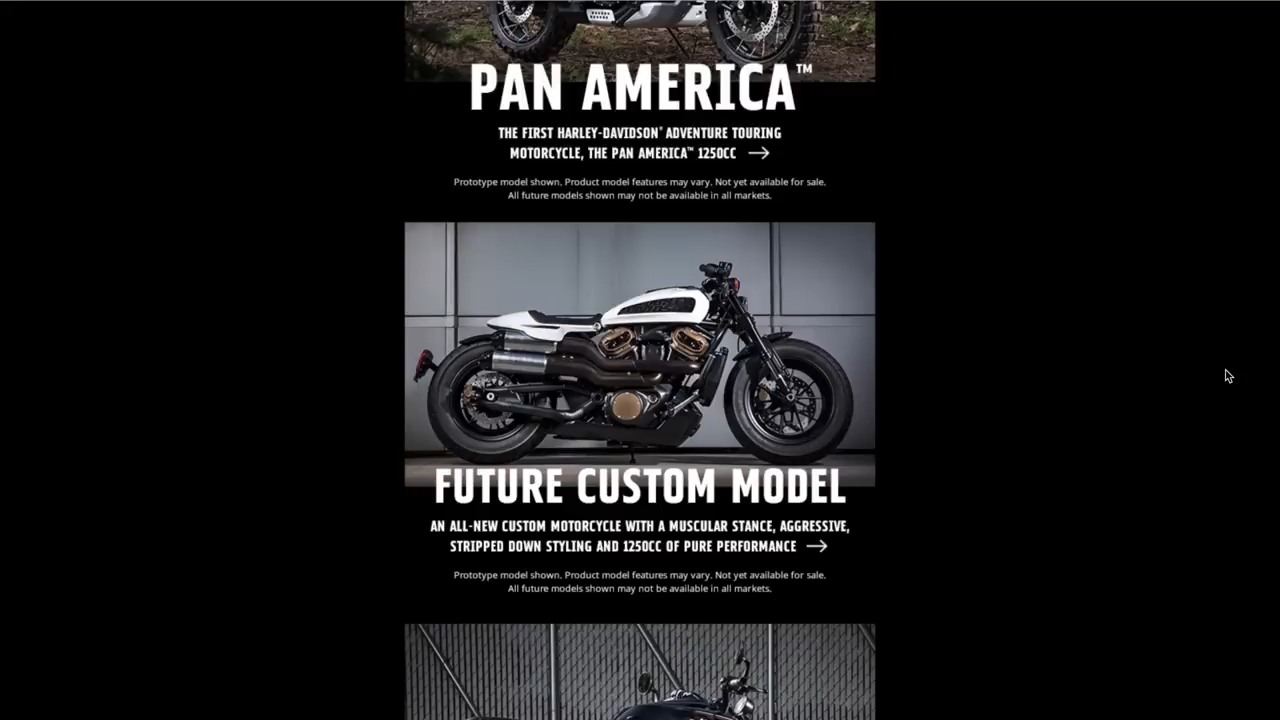 PAN AMERICA™
THE FIRST HARLEY-DAVIDSON® ADVENTURE TOURING
MOTORCYCLE, THE PAN AMERICA™ 1250CC →
Prototype model shown. Product model features may vary. Not yet available for sale.
All future models shown may not be available in all markets.
FUTURE CUSTOM MODEL
AN ALL-NEW CUSTOM MOTORCYCLE WITH A MUSCULAR STANCE, AGGRESSIVE,
STRIPPED DOWN STYLING AND 1250CC OF PURE PERFORMANCE →
Prototype model shown. Product model features may vary. Not yet available for sale.
All future models shown may not be available in all markets.